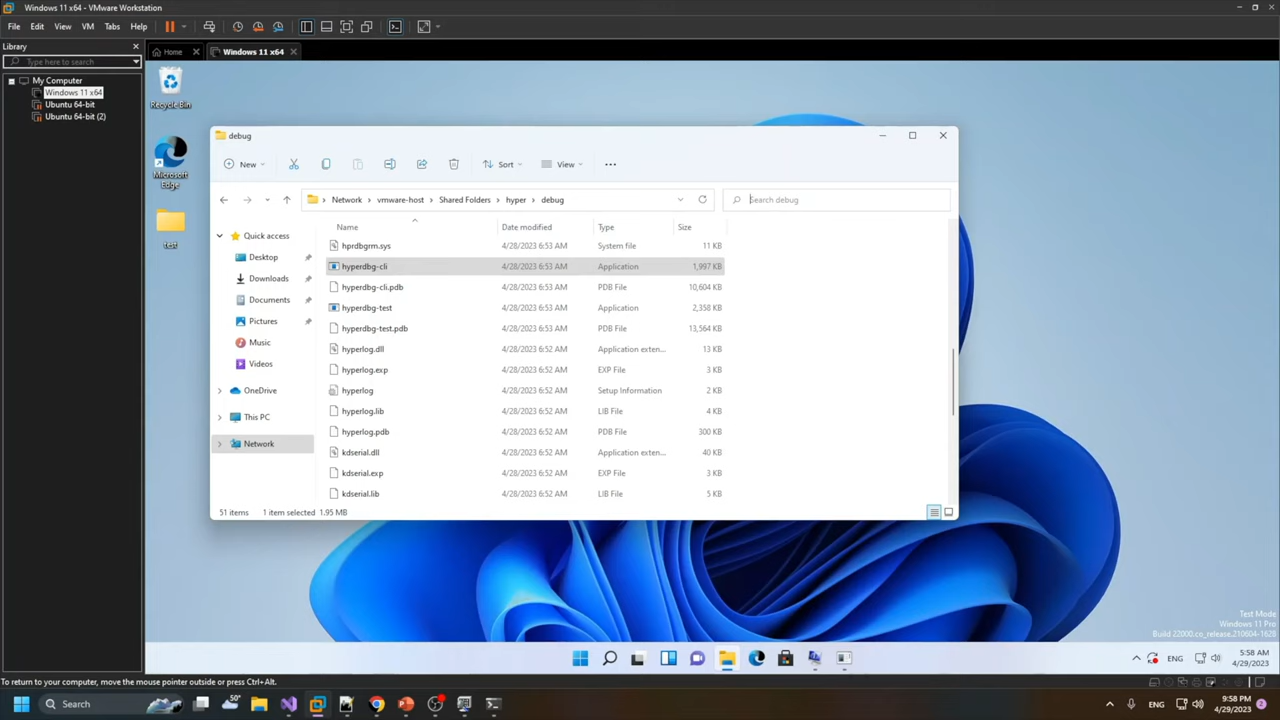 Windows 11 x64 - VMware Workstation
File Edit View VM Tabs Help
Library
Type here to search
My Computer
Windows 11 x64
Ubuntu 64-bit
Ubuntu 64-bit (2)
Home
Windows 11 x64
Recycle Bin
Microsoft
Edge
test
debug
New
Sort
View
Network
vmware-host
Shared Folders
hyper
debug
Search debug
Name Date modified Type Size
Quick access
Desktop
Downloads
Documents
Pictures
Music
Videos
OneDrive
This PC
Network
hprdbgrm.sys 4/28/2023 6:53 AM System file 11 KB
hyperdbg-cli 4/28/2023 6:53 AM Application 1,997 KB
hyperdbg-cli.pdb 4/28/2023 6:53 AM PDB File 10,604 KB
hyperdbg-test 4/28/2023 6:53 AM Application 2,358 KB
hyperdbg-test.pdb 4/28/2023 6:53 AM PDB File 13,564 KB
hyperlog.dll 4/28/2023 6:52 AM Application exten... 13 KB
hyperlog.exp 4/28/2023 6:52 AM EXP File 3 KB
hyperlog 4/28/2023 6:52 AM Setup Information 2 KB
hyperlog.lib 4/28/2023 6:52 AM LIB File 4 KB
hyperlog.pdb 4/28/2023 6:52 AM PDB File 300 KB
kdserial.dll 4/28/2023 6:52 AM Application exten... 40 KB
kdserial.exp 4/28/2023 6:52 AM EXP File 3 KB
kdserial.lib 4/28/2023 6:52 AM LIB File 5 KB
51 items 1 item selected 1.95 MB
Test Mode
Windows 11 Pro
Build 22000.co_release.210604-1628
ENG
5:58 AM
4/29/2023
To return to your computer, move the mouse pointer outside or press Ctrl+Alt.
Search
50°
ENG
9:58 PM
4/29/2023
2